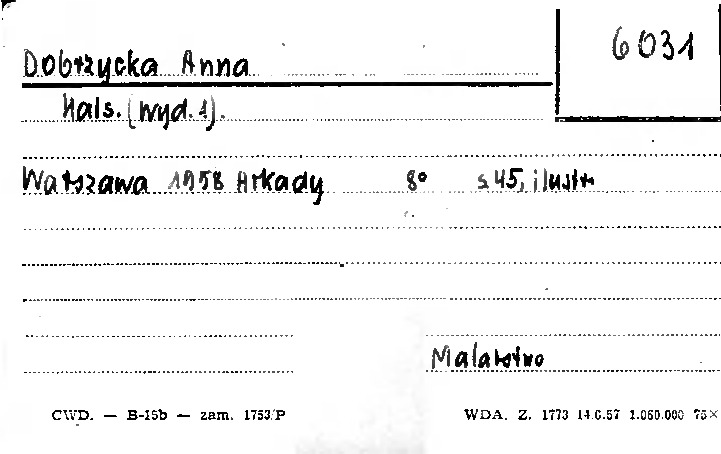 6031
Dobrzycka Anna
Hals. [Wyd. 1].
Warszawa 1958 Arkady 8° s 45, ilustr
Malarstwo
CWD. — B-15b — zam. 1753/P
WDA. Z. 1773 14.6.57 1.060.000 75×